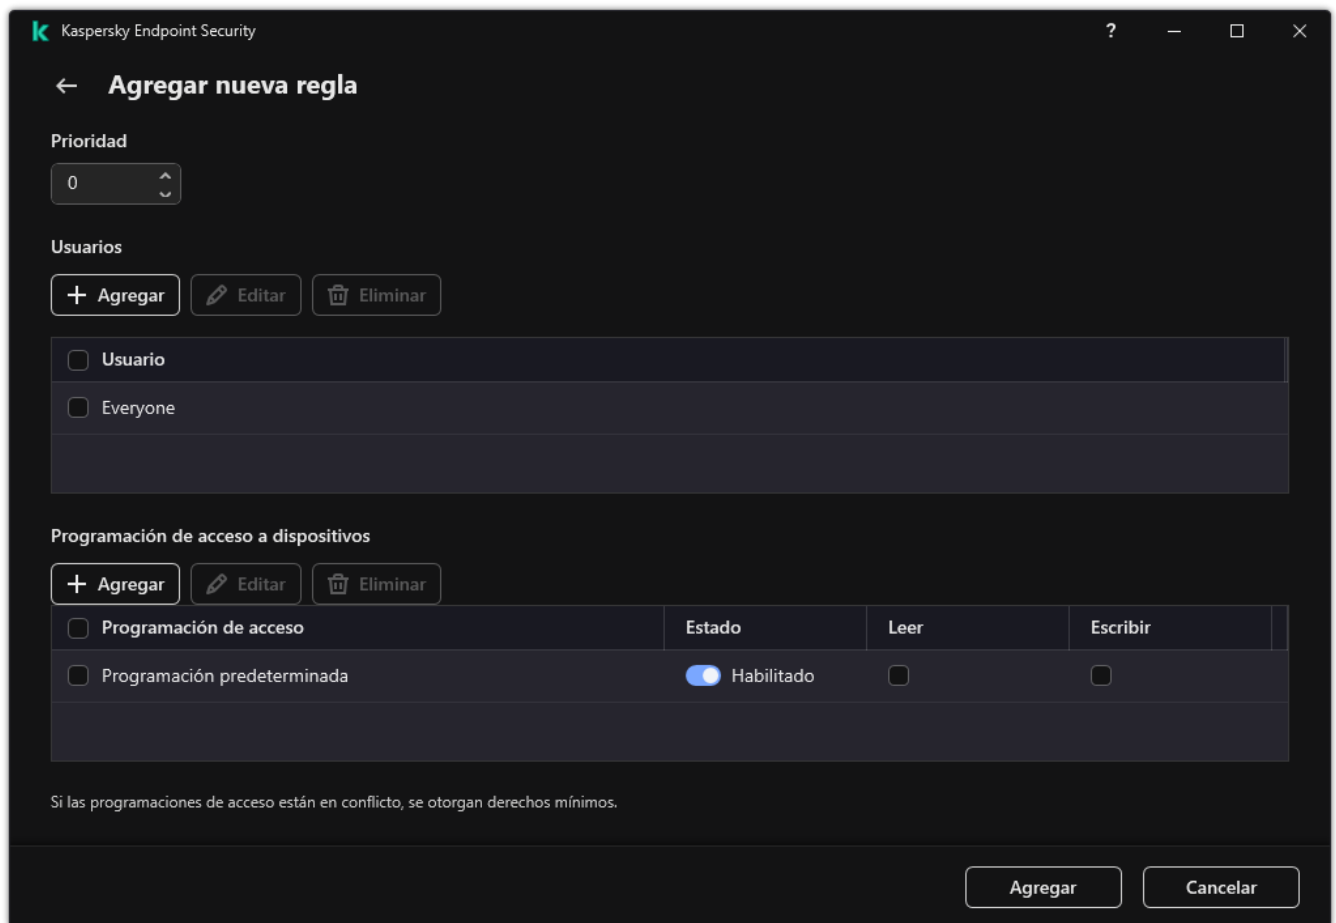 Kaspersky Endpoint Security ?
Agregar nueva regla
Prioridad
0
Usuarios
Agregar Editar Eliminar
Usuario
Everyone
Programación de acceso a dispositivos
Agregar Editar Eliminar
Programación de acceso Estado Leer Escribir
Programación predeterminada Habilitado
Si las programaciones de acceso están en conflicto, se otorgan derechos mínimos.
Agregar Cancelar